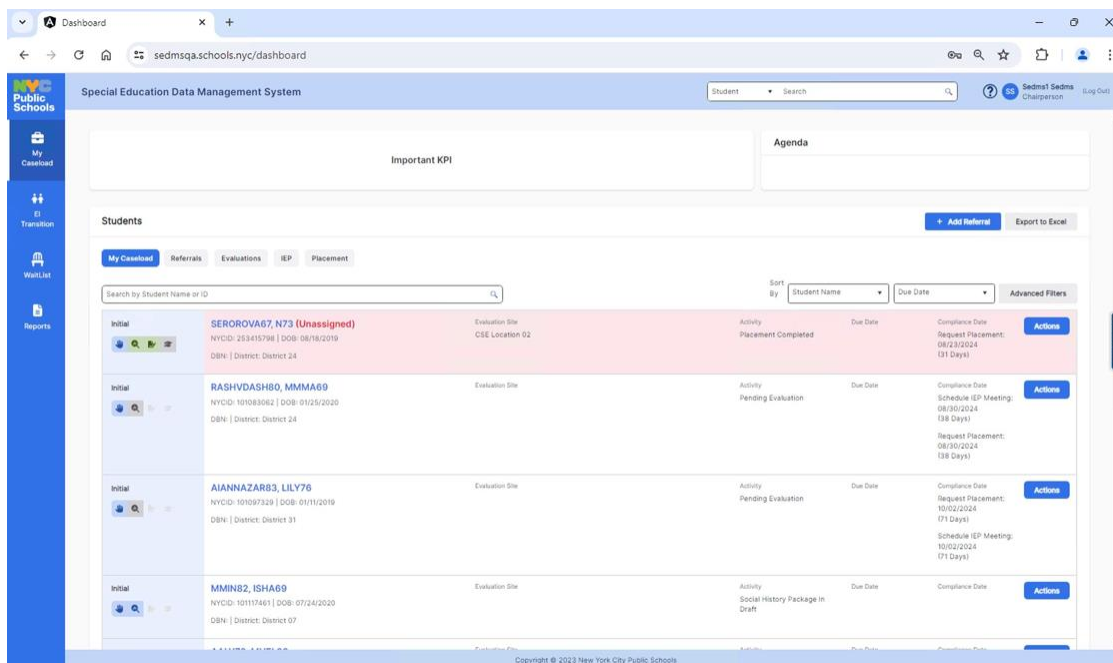 Dashboard
sedmsqa.schools.nyc/dashboard
NYC
Public
Schools
Special Education Data Management System
Student
Search
SS
Sedms1 Sedms
Chairperson
(Log Out)
My
Caseload
EI
Transition
WaitList
Reports
Important KPI
Agenda
Students
+ Add Referral
Export to Excel
My Caseload
Referrals
Evaluations
IEP
Placement
Search by Student Name or ID
Sort
By
Student Name
Due Date
Advanced Filters
Initial
SEROROVA67, N73 (Unassigned)
NYCID: 253415798 | DOB: 08/18/2019
DBN: | District: District 24
Evaluation Site
CSE Location 02
Activity
Placement Completed
Due Date
Compliance Date
Request Placement:
08/23/2024
(31 Days)
Actions
Initial
RASHVDASH80, MMMA69
NYCID: 101083062 | DOB: 01/25/2020
DBN: | District: District 24
Evaluation Site
Activity
Pending Evaluation
Due Date
Compliance Date
Schedule IEP Meeting:
08/30/2024
(38 Days)
Request Placement:
08/30/2024
(38 Days)
Actions
Initial
AIANNAZAR83, LILY76
NYCID: 101097329 | DOB: 01/11/2019
DBN: | District: District 31
Evaluation Site
Activity
Pending Evaluation
Due Date
Compliance Date
Request Placement:
10/02/2024
(71 Days)
Schedule IEP Meeting:
10/02/2024
(71 Days)
Actions
Initial
MMIN82, ISHA69
NYCID: 101117461 | DOB: 07/24/2020
DBN: | District: District 07
Evaluation Site
Activity
Social History Package In
Draft
Due Date
Compliance Date
Actions
Copyright © 2023 New York City Public Schools